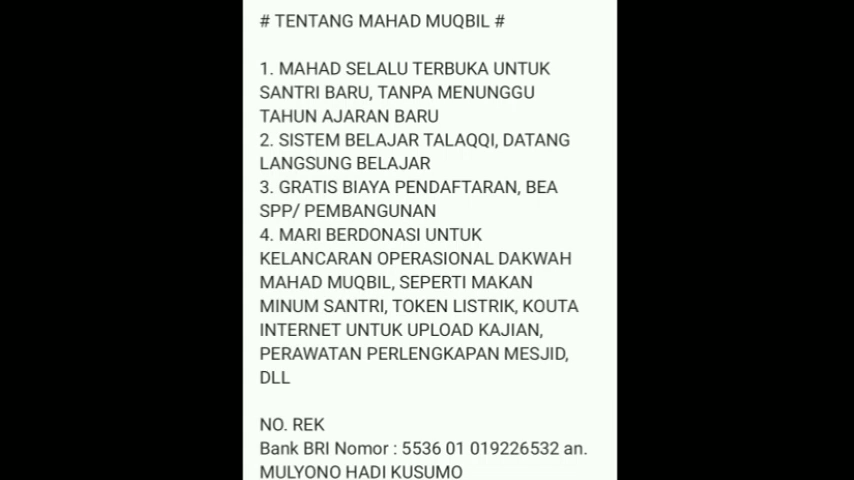 # TENTANG MAHAD MUQBIL #
1. MAHAD SELALU TERBUKA UNTUK
SANTRI BARU, TANPA MENUNGGU
TAHUN AJARAN BARU
2. SISTEM BELAJAR TALAQQI, DATANG
LANGSUNG BELAJAR
3. GRATIS BIAYA PENDAFTARAN, BEA
SPP/ PEMBANGUNAN
4. MARI BERDONASI UNTUK
KELANCARAN OPERASIONAL DAKWAH
MAHAD MUQBIL, SEPERTI MAKAN
MINUM SANTRI, TOKEN LISTRIK, KOUTA
INTERNET UNTUK UPLOAD KAJIAN,
PERAWATAN PERLENGKAPAN MESJID,
DLL
NO. REK
Bank BRI Nomor : 5536 01 019226532 an.
MULYONO HADI KUSUMO